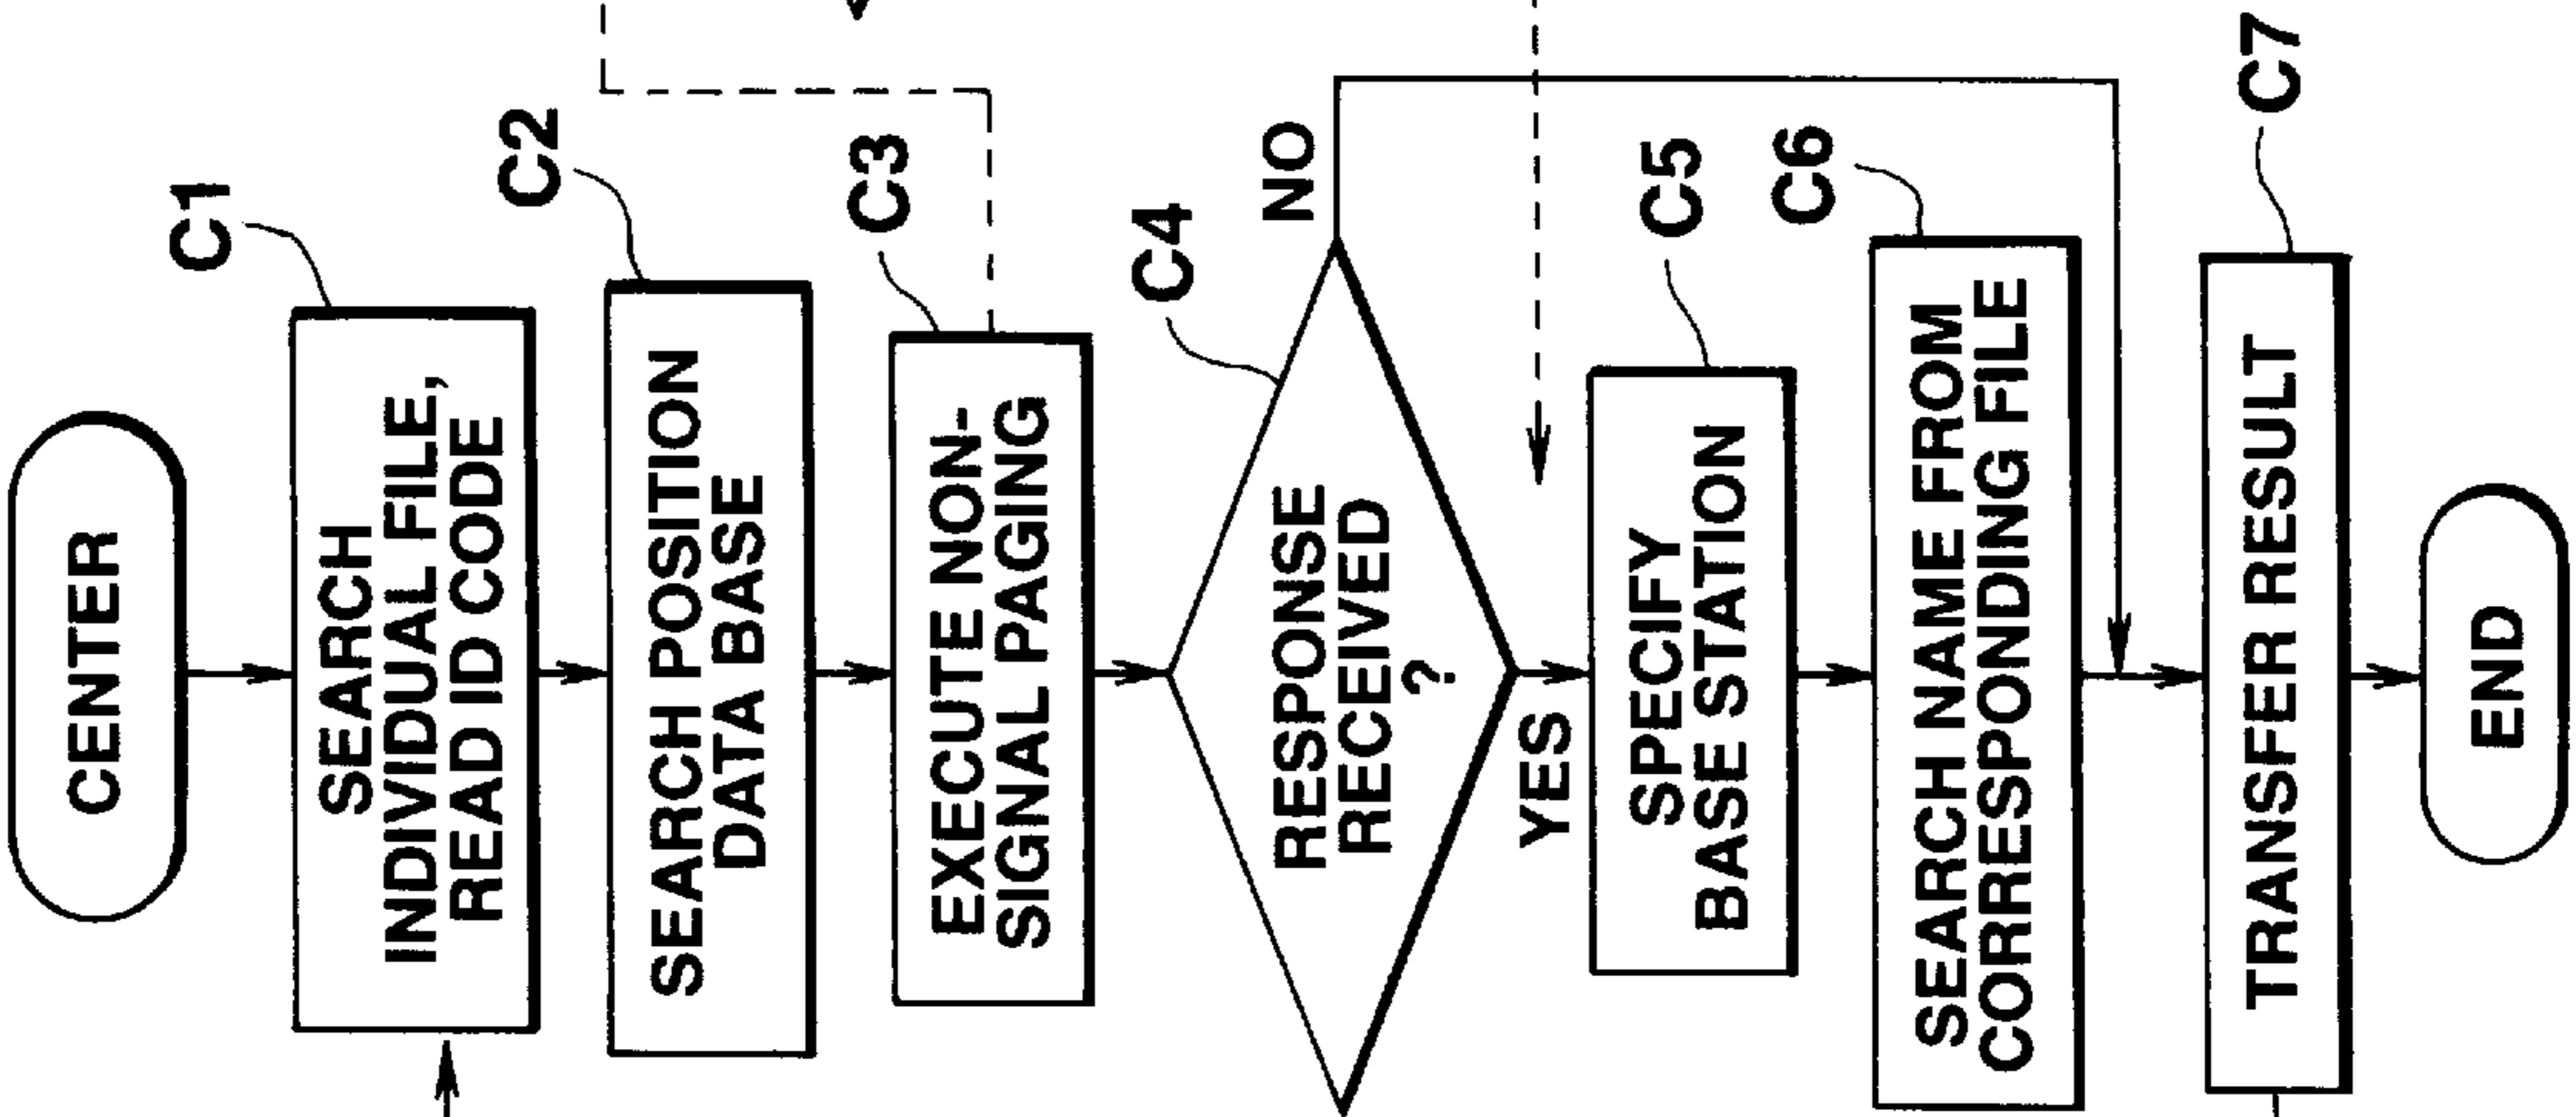 CENTER
C1
SEARCH
INDIVIDUAL FILE,
READ ID CODE
C2
SEARCH POSITION
DATA BASE
C3
EXECUTE NON-
SIGNAL PAGING
C4
RESPONSE
RECEIVED
?
NO
YES
C5
SPECIFY
BASE STATION
C6
SEARCH NAME FROM
CORRESPONDING FILE
C7
TRANSFER RESULT
END